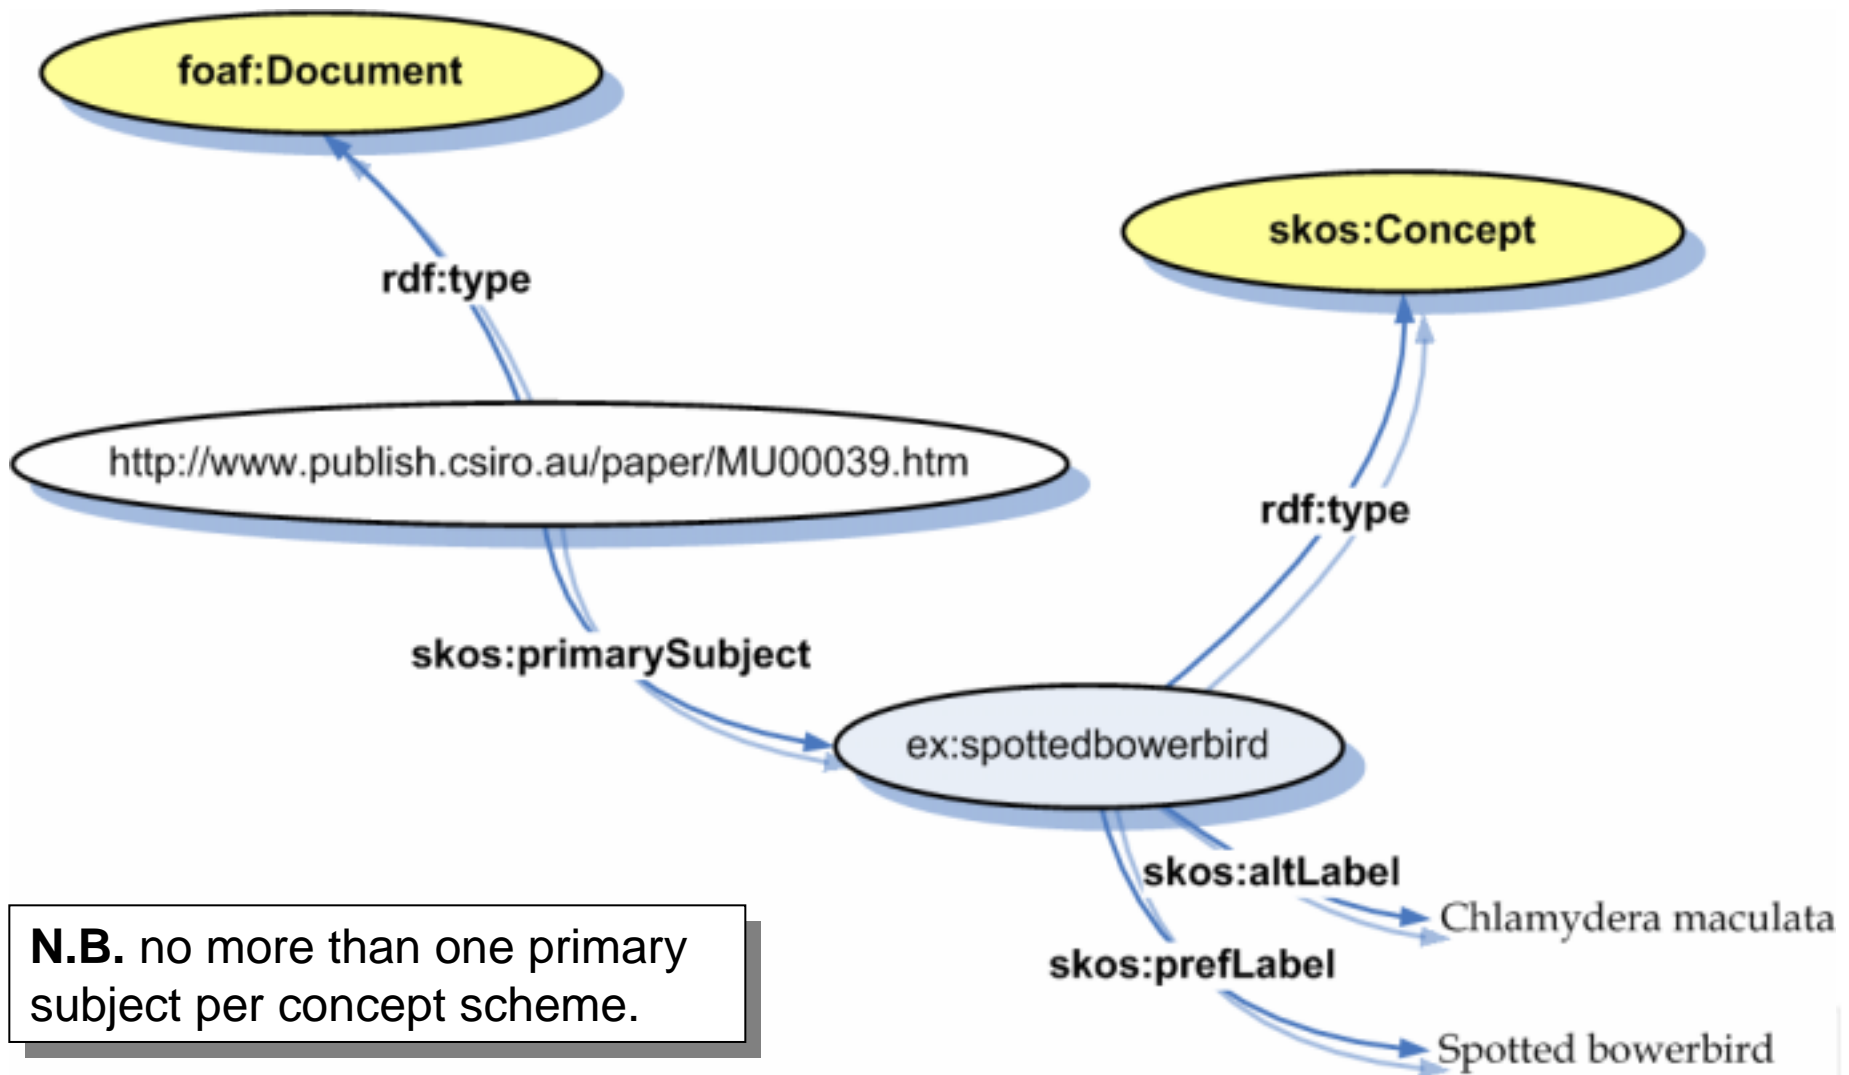 foaf:Document
skos:Concept
rdf:type
http://www.publish.csiro.au/paper/MU00039.htm
rdf:type
skos:primarySubject
ex:spottedbowerbird
skos:altLabel
Chlamydera maculata
skos:prefLabel
Spotted bowerbird
N.B. no more than one primary
subject per concept scheme.